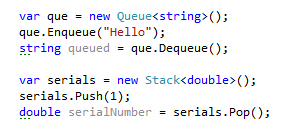 var que = new Queue<string>();
que.Enqueue("Hello");
string queued = que.Dequeue();
var serials = new Stack<double>();
serials.Push(1);
double serialNumber = serials.Pop();